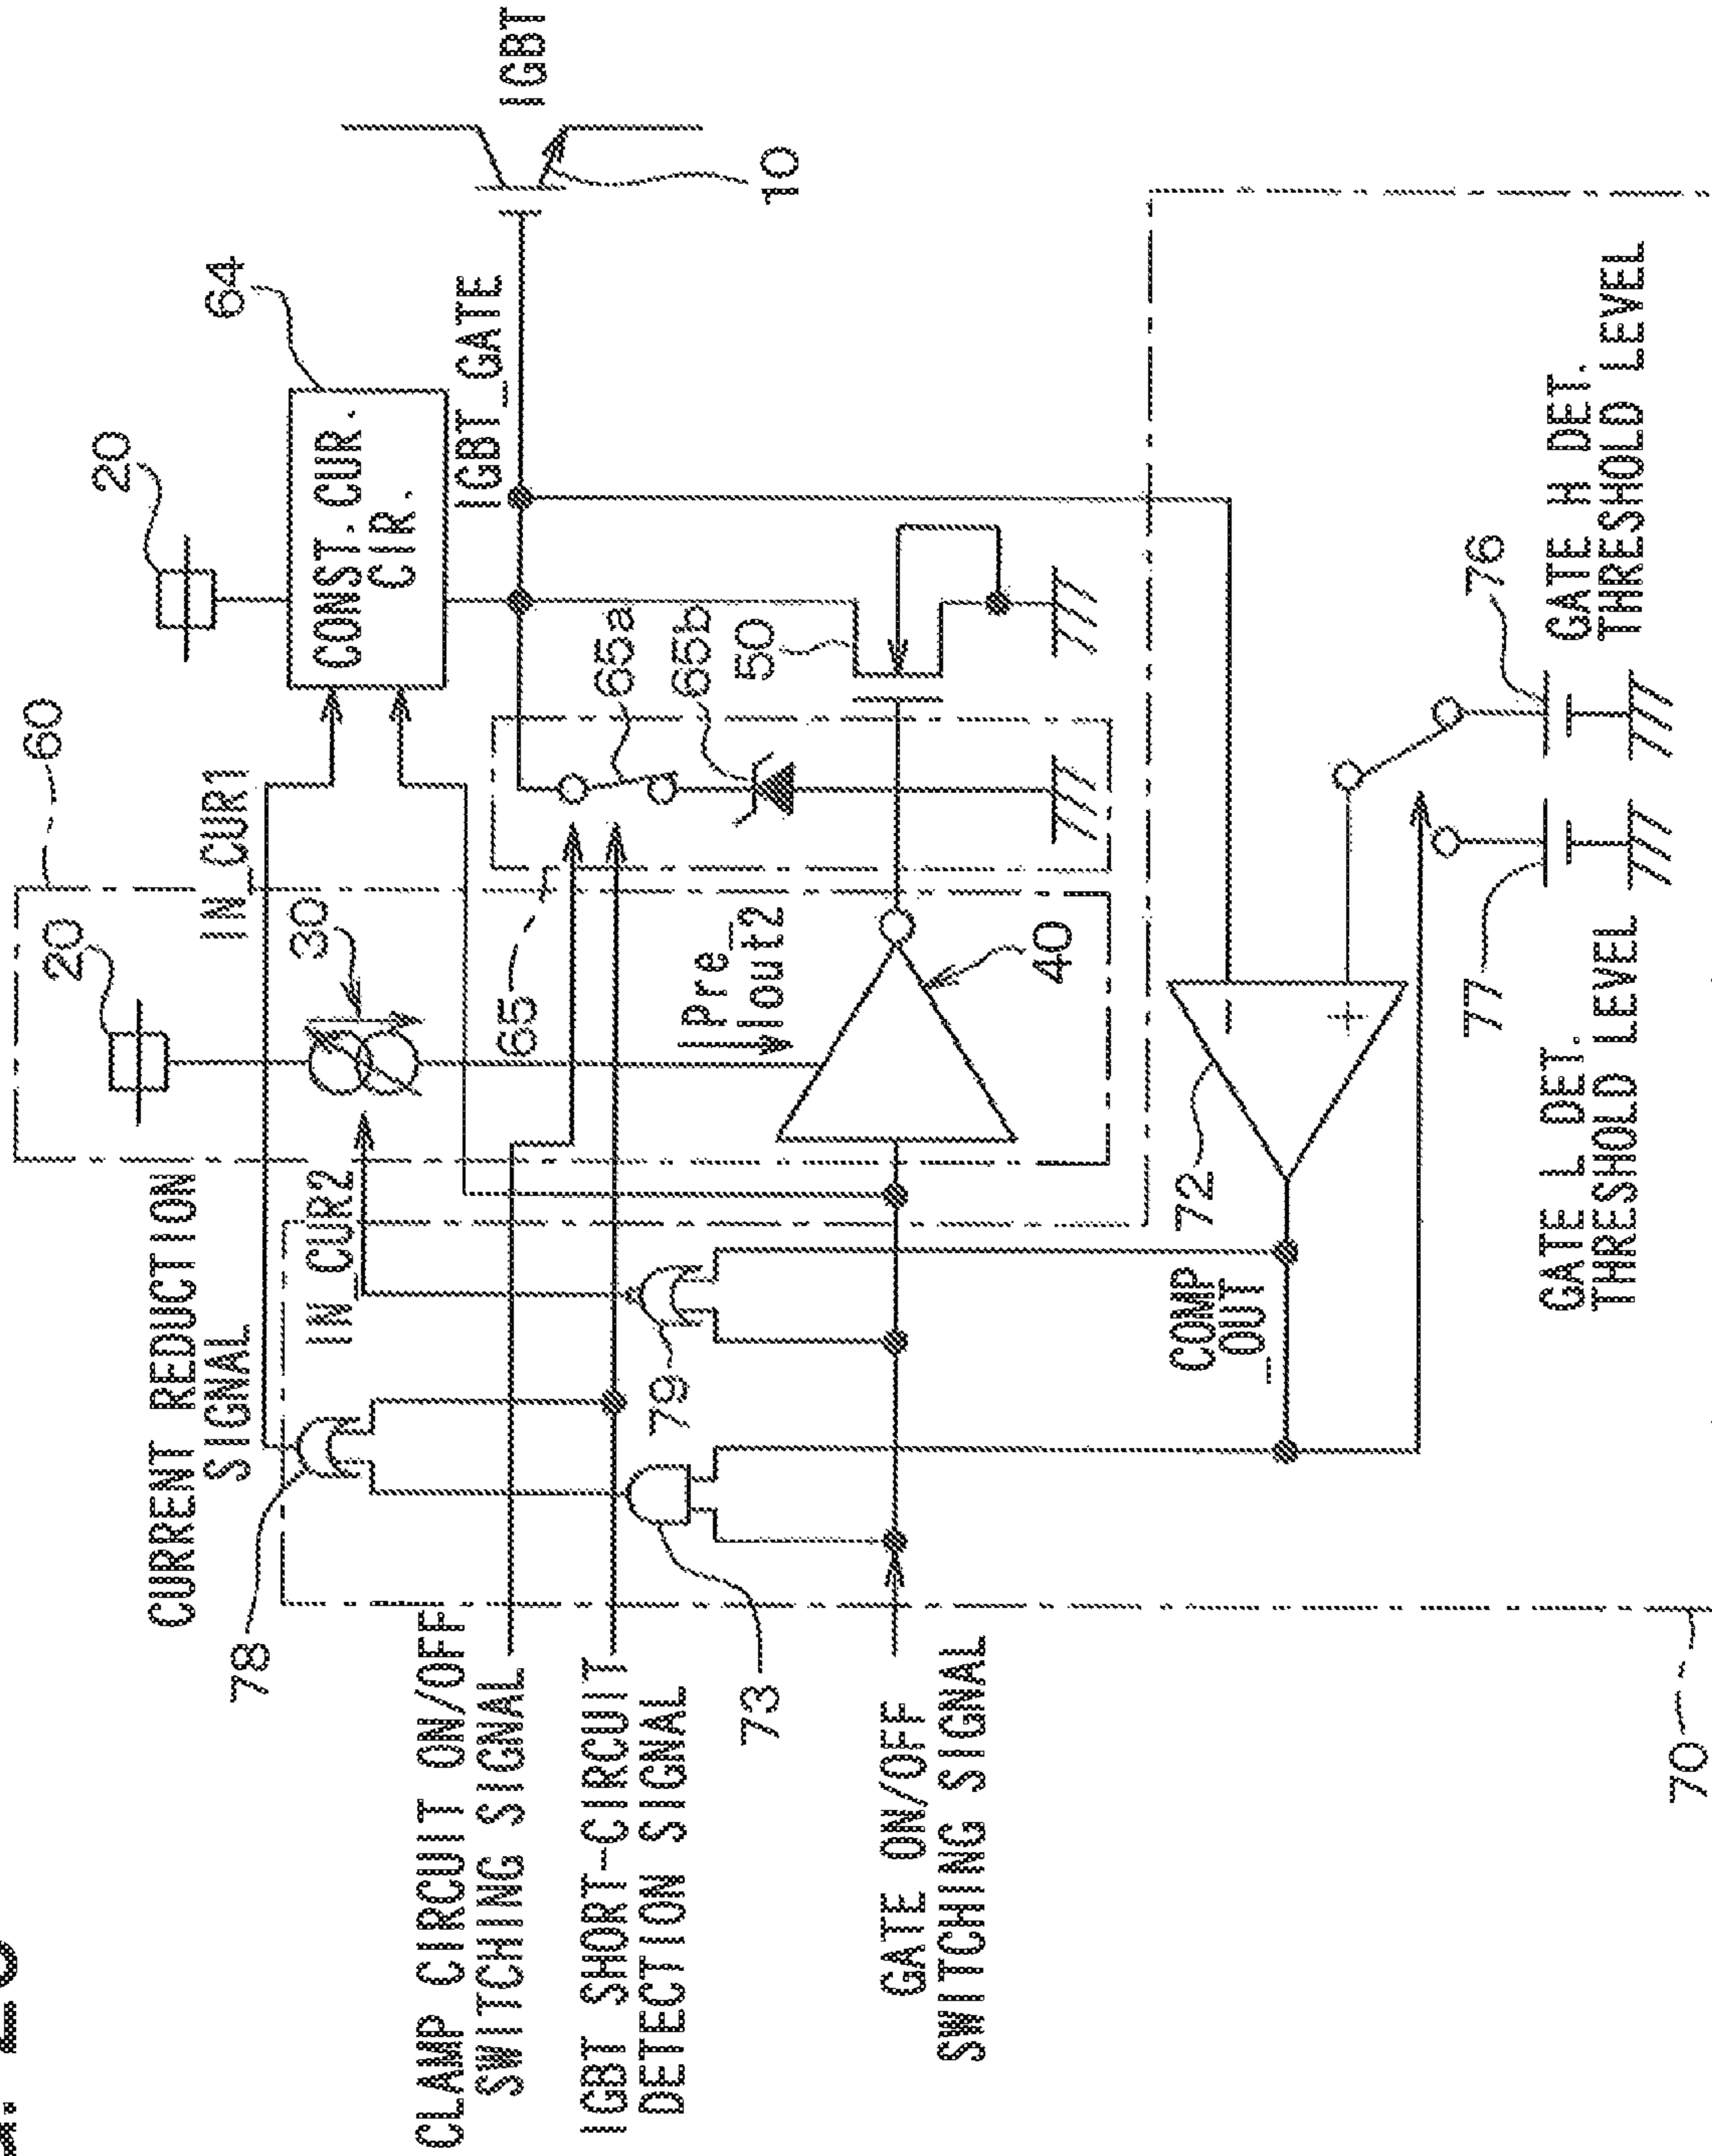 60
20
20
64
CURRENT REDUCTION
SIGNAL
IN_CUR1
IN_CUR2
30
CONST. CUR.
CIR.
IGBT_GATE
IGBT
10
78
CLAMP CIRCUIT ON/OFF
SWITCHING SIGNAL
IGBT SHORT-CIRCUIT
DETECTION SIGNAL
65
65a
65b
50
79
73
Pre
Iout2
40
GATE ON/OFF
SWITCHING SIGNAL
72
COMP
_OUT
-
+
77
76
GATE L DET.
THRESHOLD LEVEL
GATE H DET.
THRESHOLD LEVEL
70